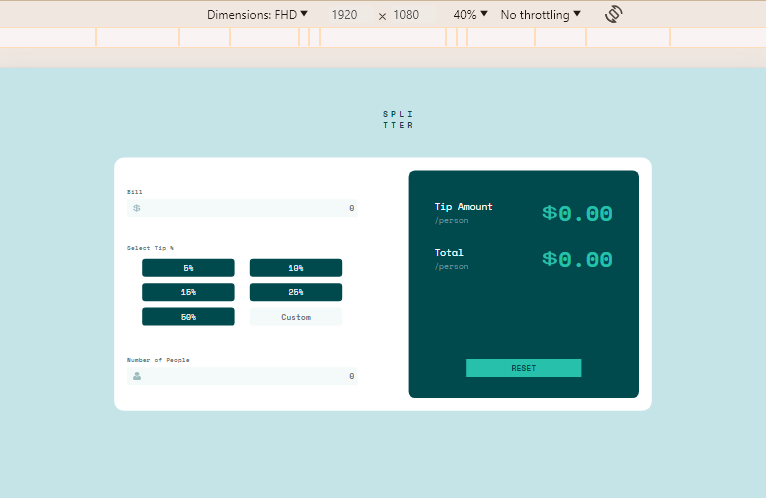 Dimensions: FHD ▼ 1920 × 1080 40% ▼ No throttling ▼
SPLI
TTER
Bill
$ 0
Select Tip %
5% 10%
15% 25%
50% Custom
Number of People
0
Tip Amount $0.00
/person
Total $0.00
/person
RESET